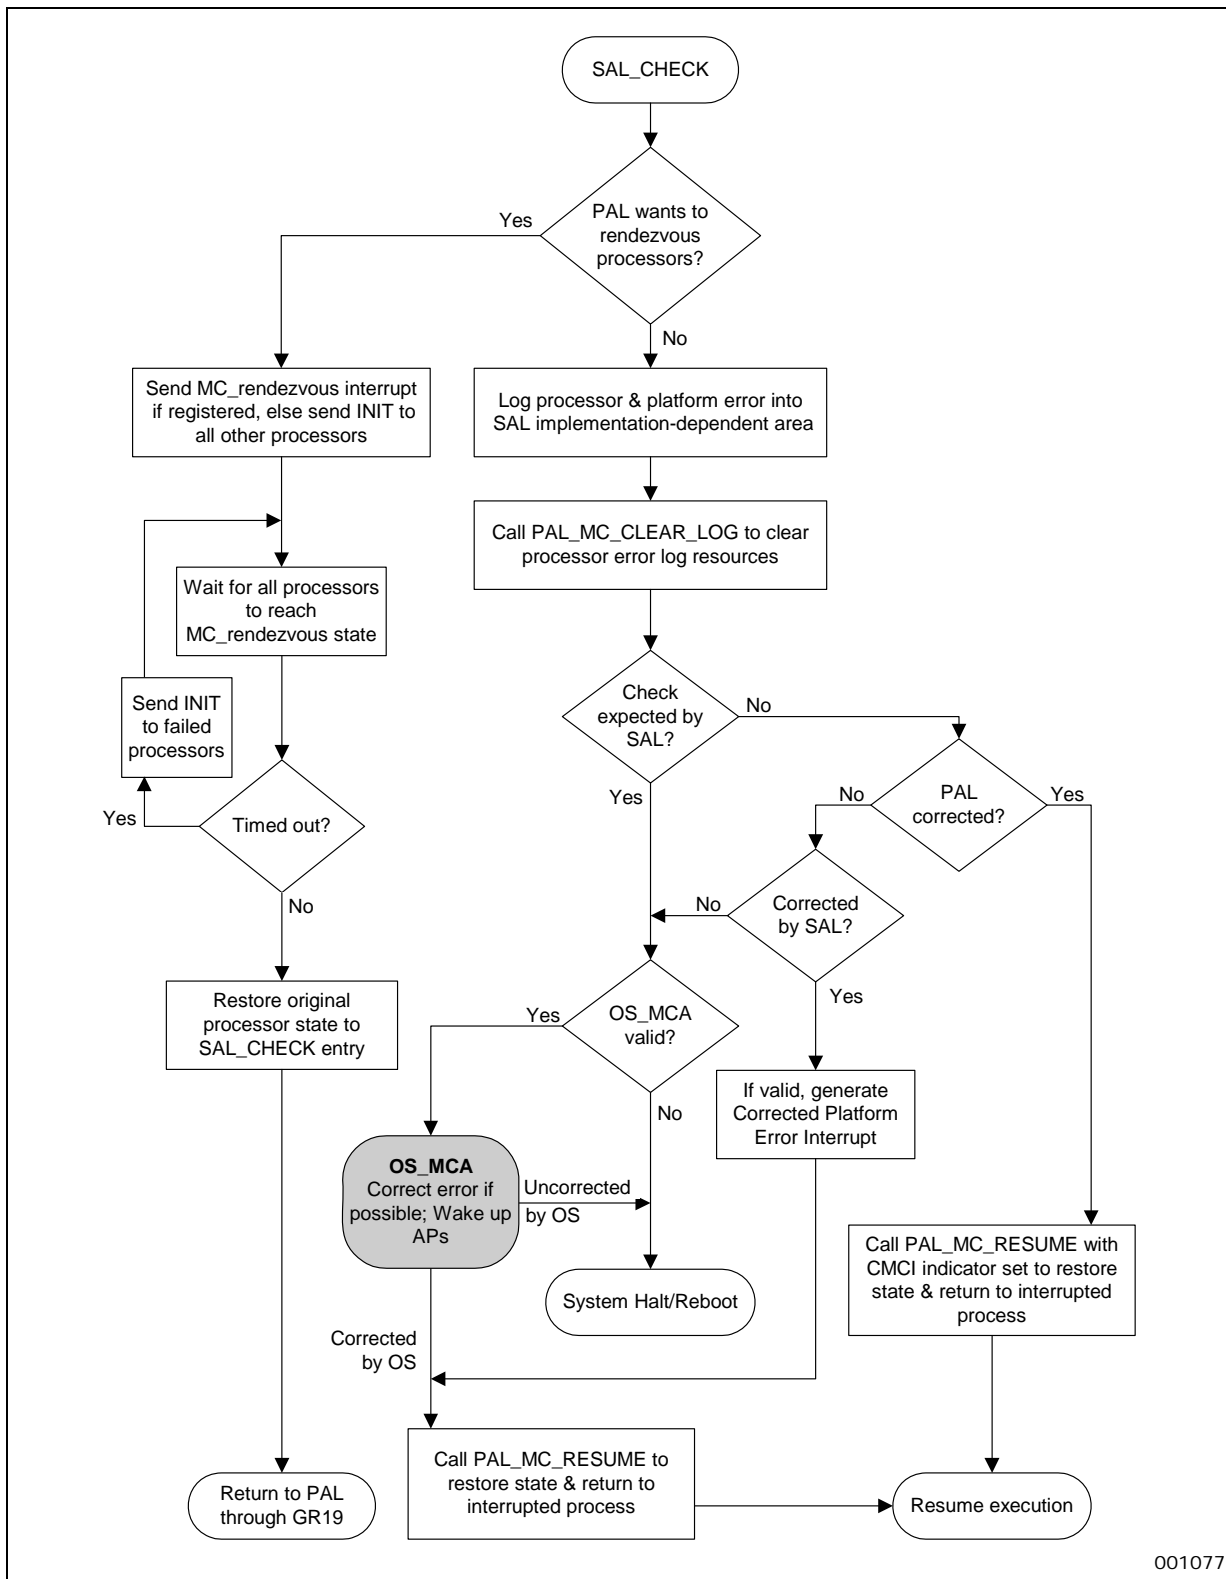 SAL_CHECK
PAL wants to
rendezvous
processors?
Yes
No
Send MC_rendezvous interrupt
if registered, else send INIT to
all other processors
Log processor & platform error into
SAL implementation-dependent area
Call PAL_MC_CLEAR_LOG to clear
processor error log resources
Wait for all processors
to reach
MC_rendezvous state
Send INIT
to failed
processors
Check
expected by
SAL?
No
Yes
PAL
corrected?
No
Yes
Timed out?
Yes
No
Corrected
by SAL?
No
Yes
Restore original
processor state to
SAL_CHECK entry
OS_MCA
valid?
Yes
No
If valid, generate
Corrected Platform
Error Interrupt
OS_MCA
Correct error if
possible; Wake up
APs
Uncorrected
by OS
System Halt/Reboot
Call PAL_MC_RESUME with
CMCI indicator set to restore
state & return to interrupted
process
Corrected
by OS
Call PAL_MC_RESUME to
restore state & return to
interrupted process
Return to PAL
through GR19
Resume execution
001077